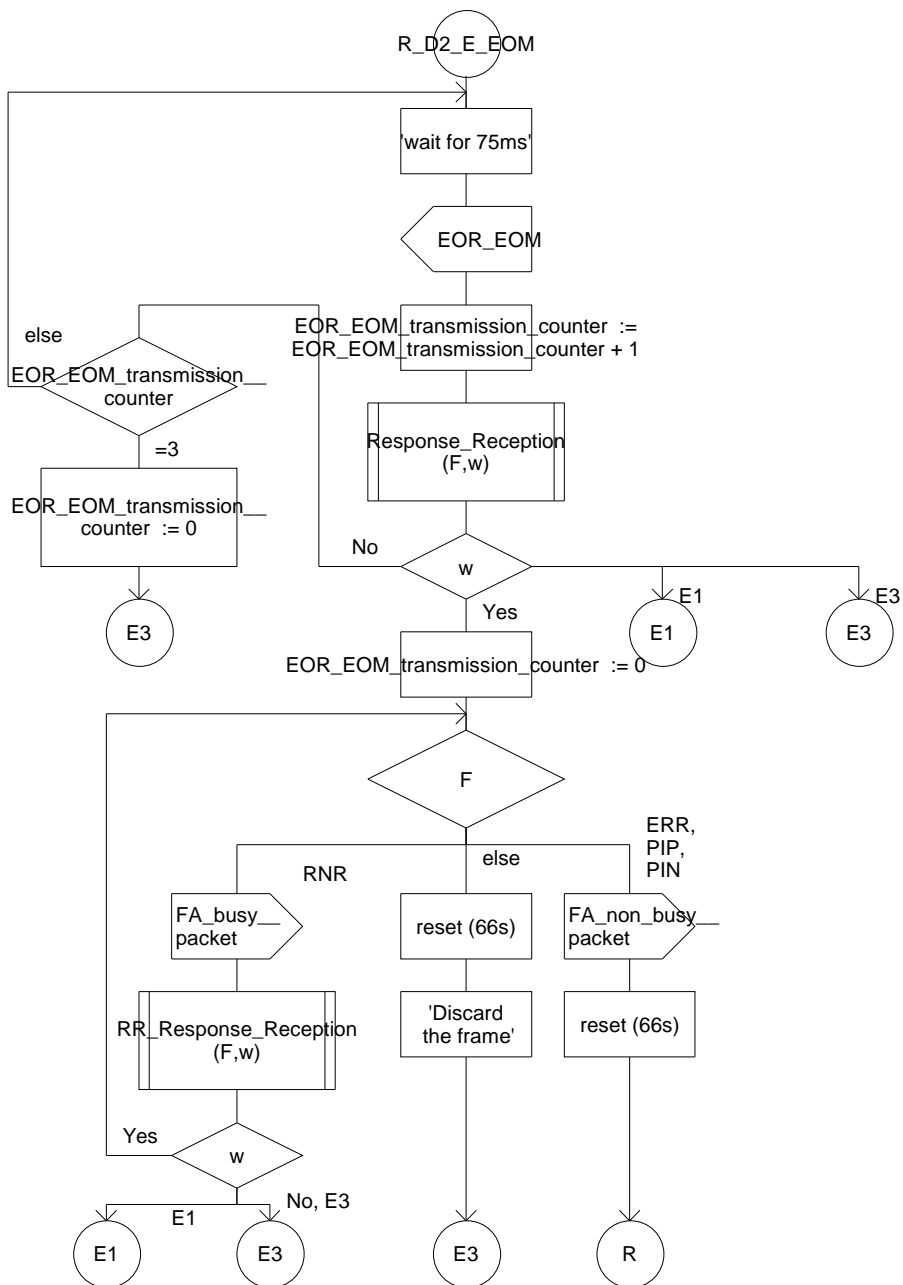 R_D2_E_EOM
'wait for 75ms'
EOR_EOM
EOR_EOM_transmission_counter :=
EOR_EOM_transmission_counter + 1
else
EOR_EOM_transmission__
counter
=3
Response_Reception
(F,w)
EOR_EOM_transmission__
counter := 0
No
w
E1
E3
Yes
E3
E1
E3
EOR_EOM_transmission_counter := 0
F
ERR,
PIP,
PIN
else
RNR
FA_busy__
packet
reset (66s)
FA_non_busy__
packet
RR_Response_Reception
(F,w)
'Discard
the frame'
reset (66s)
Yes
w
No, E3
E1
E1
E3
E3
R